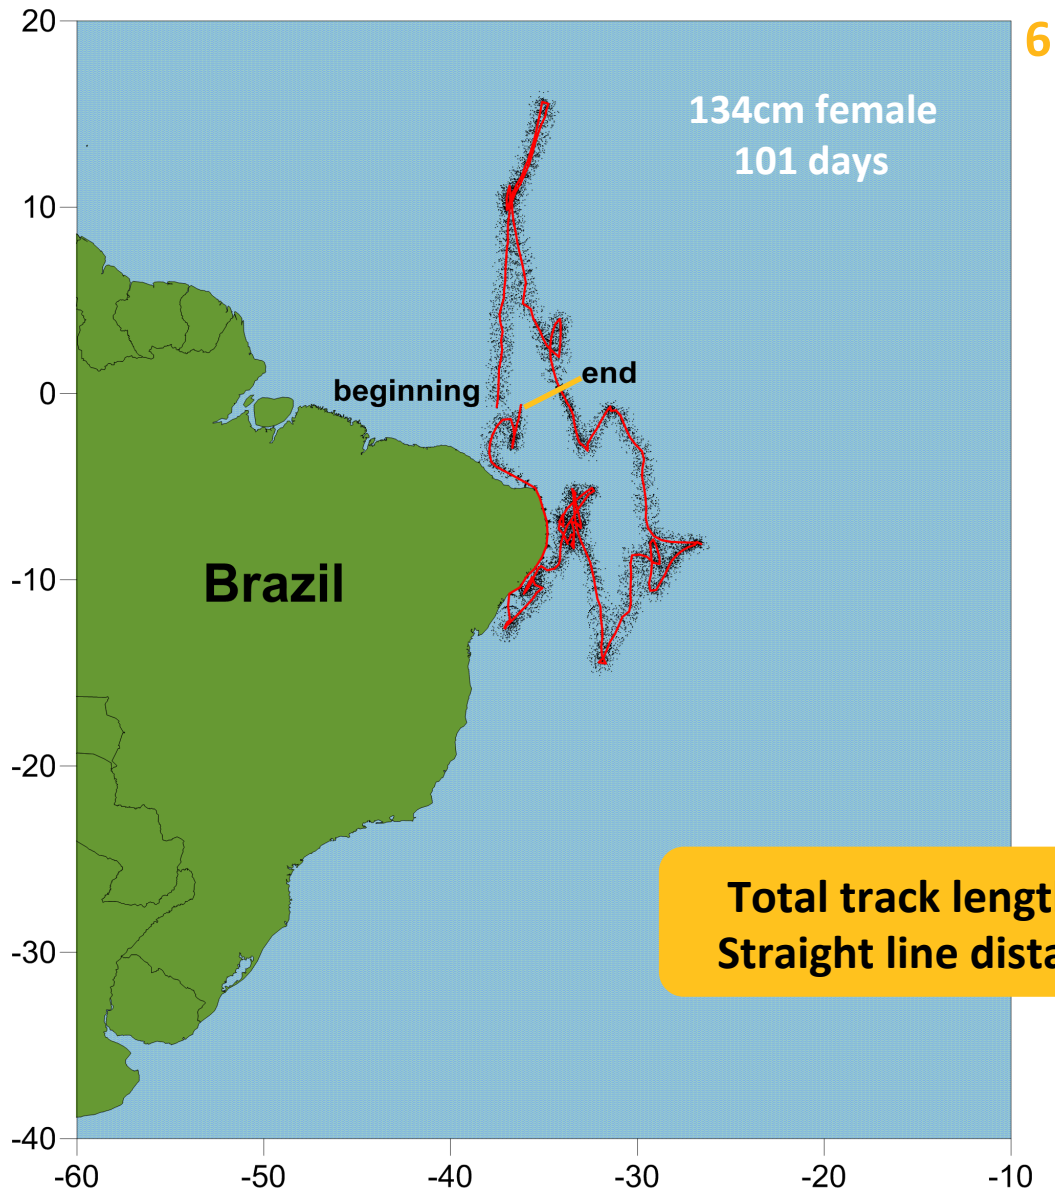 20
6
134cm female
101 days
10
0
beginning
end
Brazil
-10
-20
Total track lengt
Straight line dista
-30
-40
-60
-50
-40
-30
-20
-10